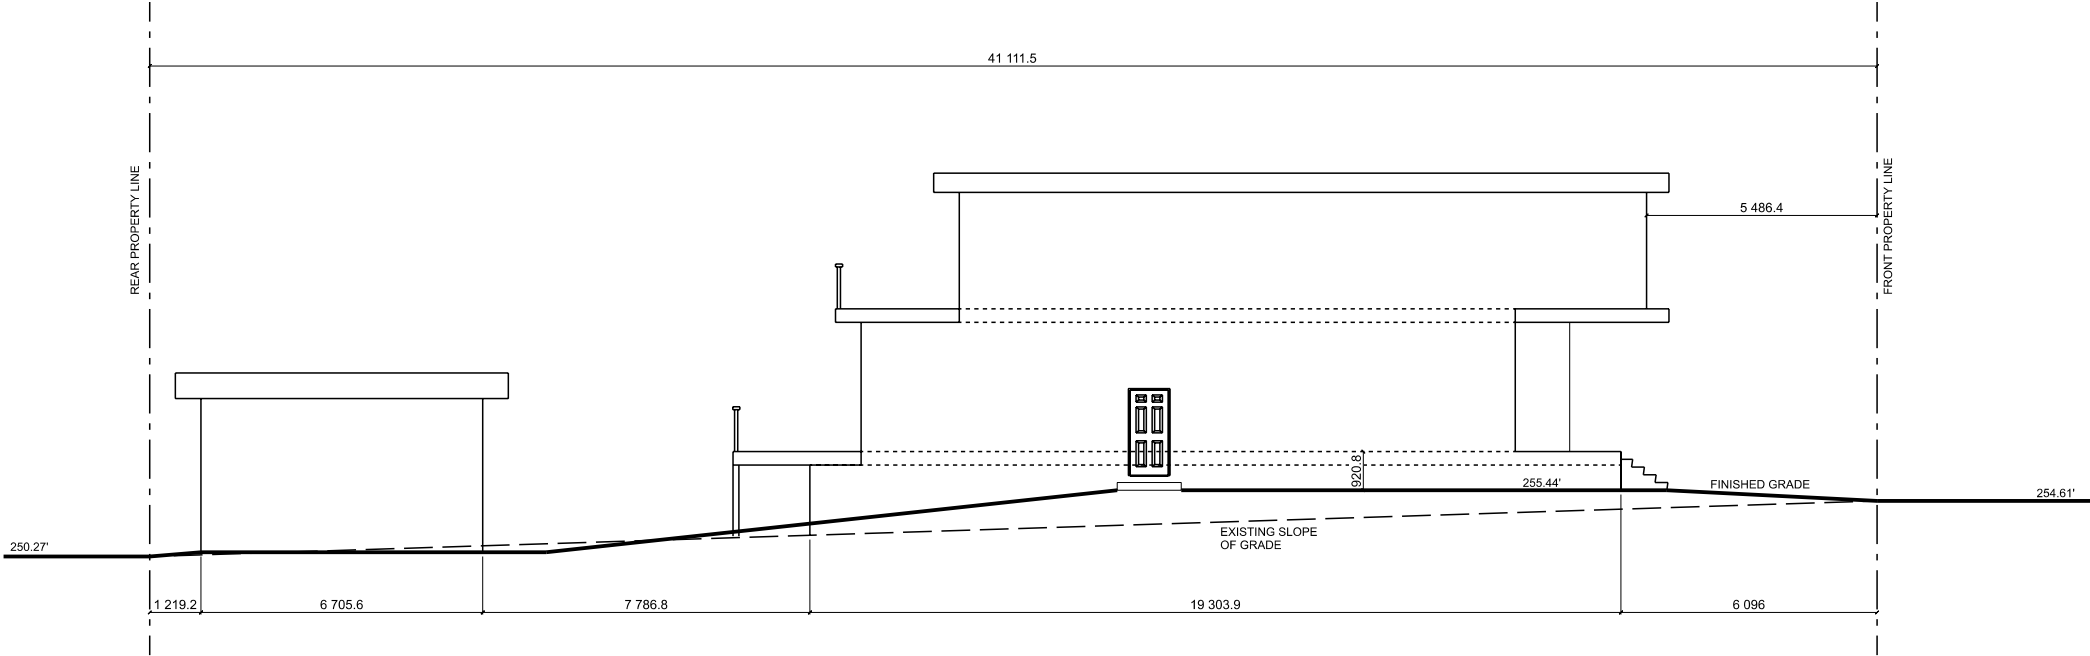 41 111.5
REAR PROPERTY LINE
FRONT PROPERTY LINE
5 486.4
920.8
255.44'
FINISHED GRADE
254.61'
EXISTING SLOPE
OF GRADE
250.27'
1 219.2
6 705.6
7 786.8
19 303.9
6 096